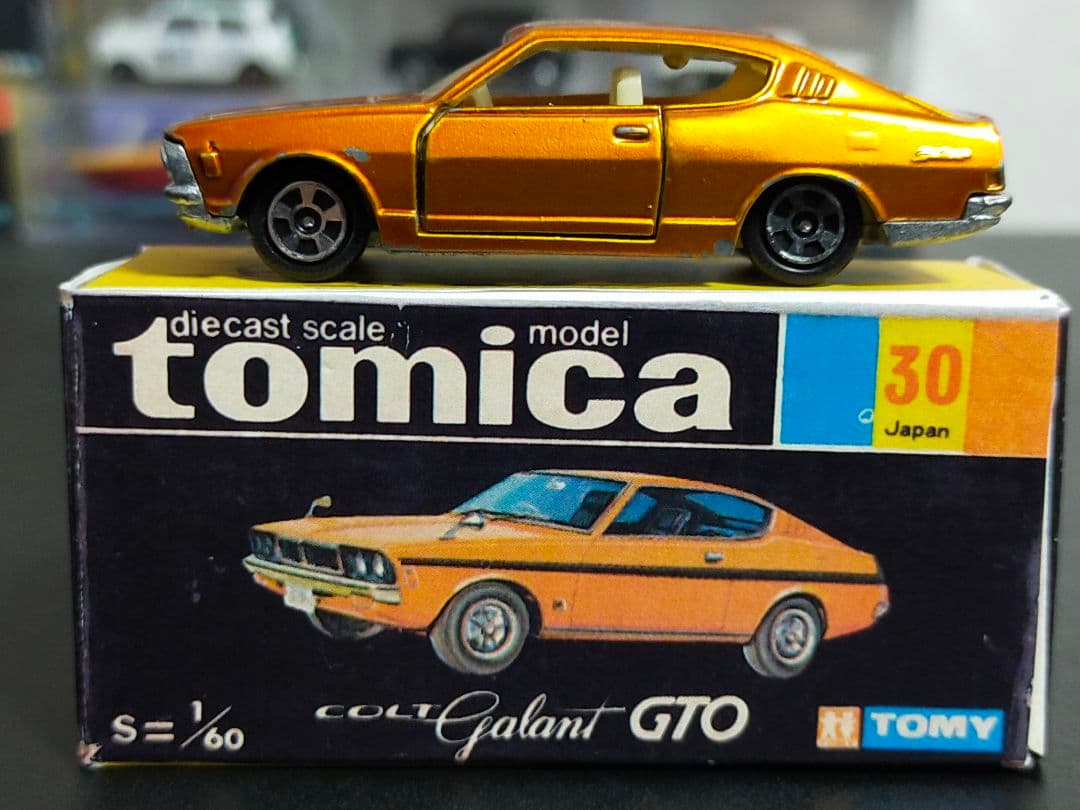 diecast scale model
tomica
30
Japan
COLT Galant GTO
S=1/60
TOMY